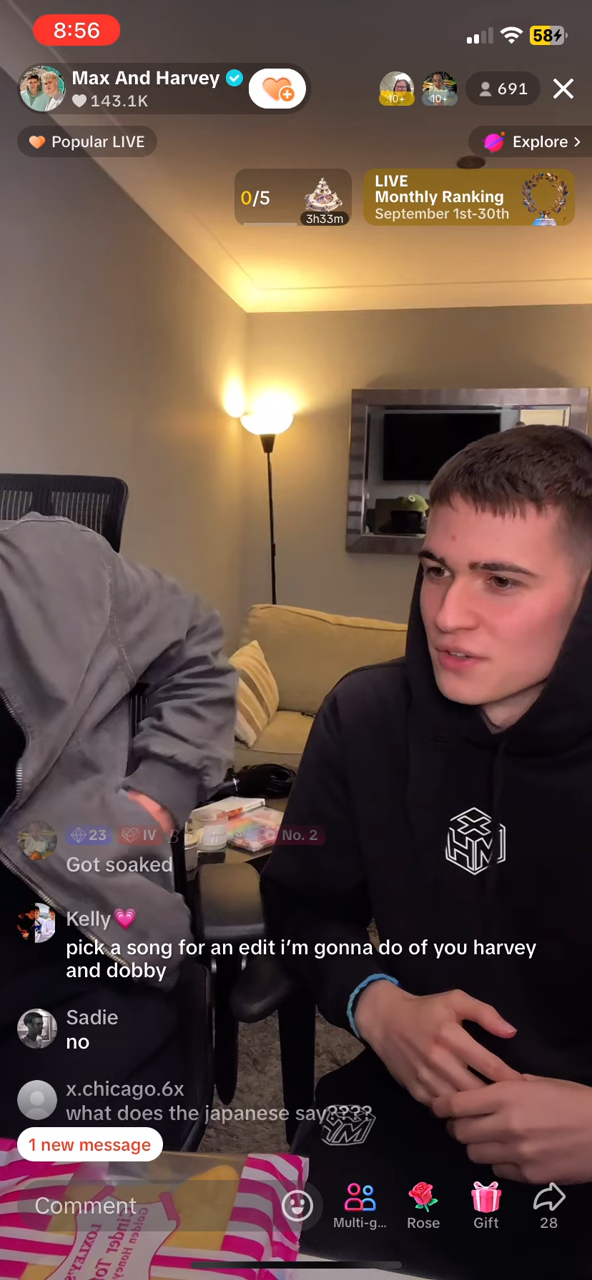 8:56
58
Max And Harvey
143.1K
10+
10+
691
Popular LIVE
Explore >
0/5
3h33m
LIVE
Monthly Ranking
September 1st-30th
23
IV
No. 2
Got soaked
Kelly💗
pick a song for an edit i’m gonna do of you harvey
and dobby
Sadie
no
x.chicago.6x
what does the japanese say????
1 new message
Comment
Multi-g...
Rose
Gift
28
LOXLEY'S
Golden Honey